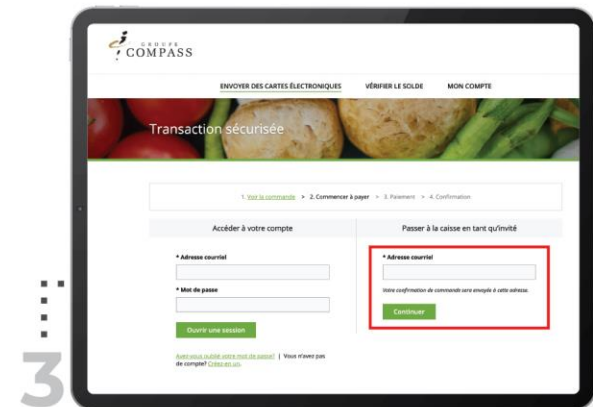 GROUPE
COMPASS
ENVOYER DES CARTES ÉLECTRONIQUES VÉRIFIER LE SOLDE MON COMPTE
Transaction sécurisée
1. Voir la commande > 2. Commencer à payer > 3. Paiement > 4. Confirmation
Accéder à votre compte
* Adresse courriel
* Mot de passe
Ouvrir une session
Avez-vous oublié votre mot de passe? | Vous n'avez pas
de compte? Créez-en un.
Passer à la caisse en tant qu'invité
* Adresse courriel
Votre confirmation de commande sera envoyée à cette adresse.
Continuer
3